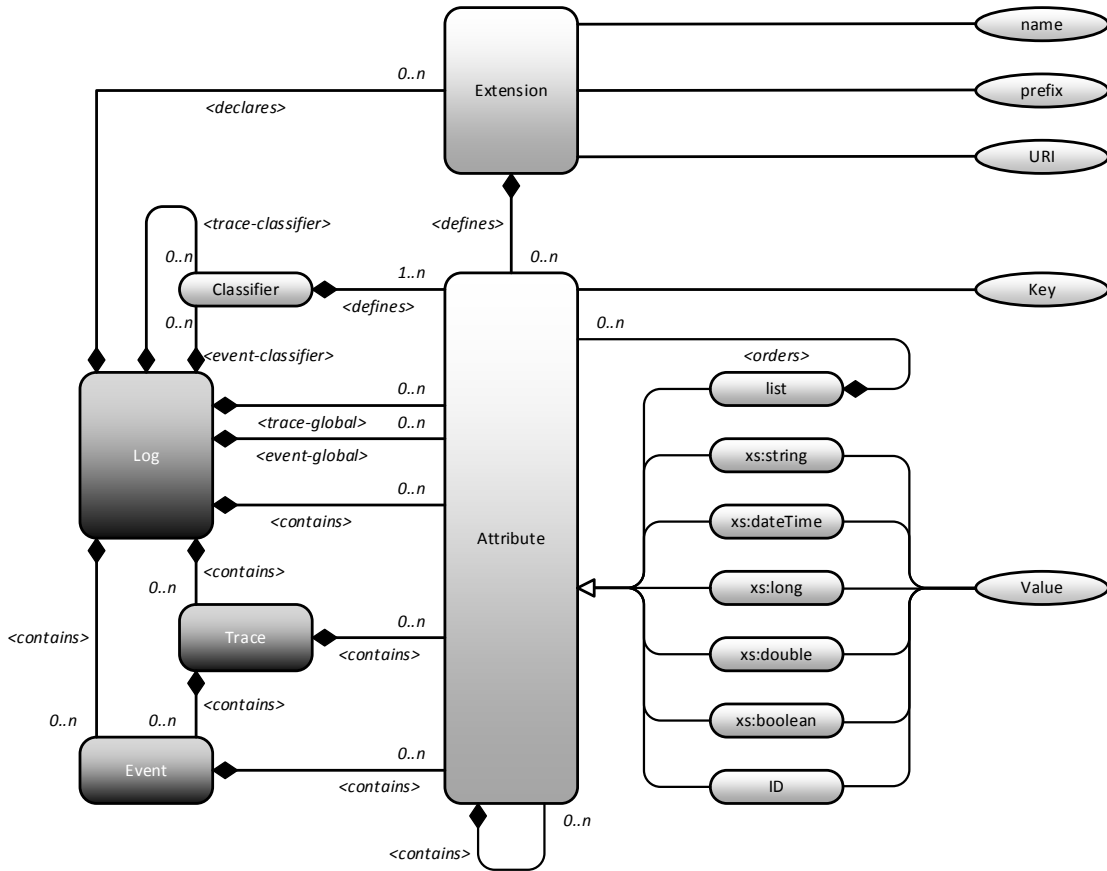 name
0..n
Extension
prefix
<declares>
URI
<trace-classifier>
<defines>
0..n
0..n
1..n
Classifier
Key
<defines>
0..n
0..n
<event-classifier>
<orders>
0..n
list
<trace-global>
0..n
Log
<event-global>
xs:string
0..n
<contains>
xs:dateTime
Attribute
<contains>
0..n
xs:long
Value
0..n
Trace
<contains>
<contains>
xs:double
<contains>
0..n
0..n
xs:boolean
0..n
Event
<contains>
ID
0..n
<contains>